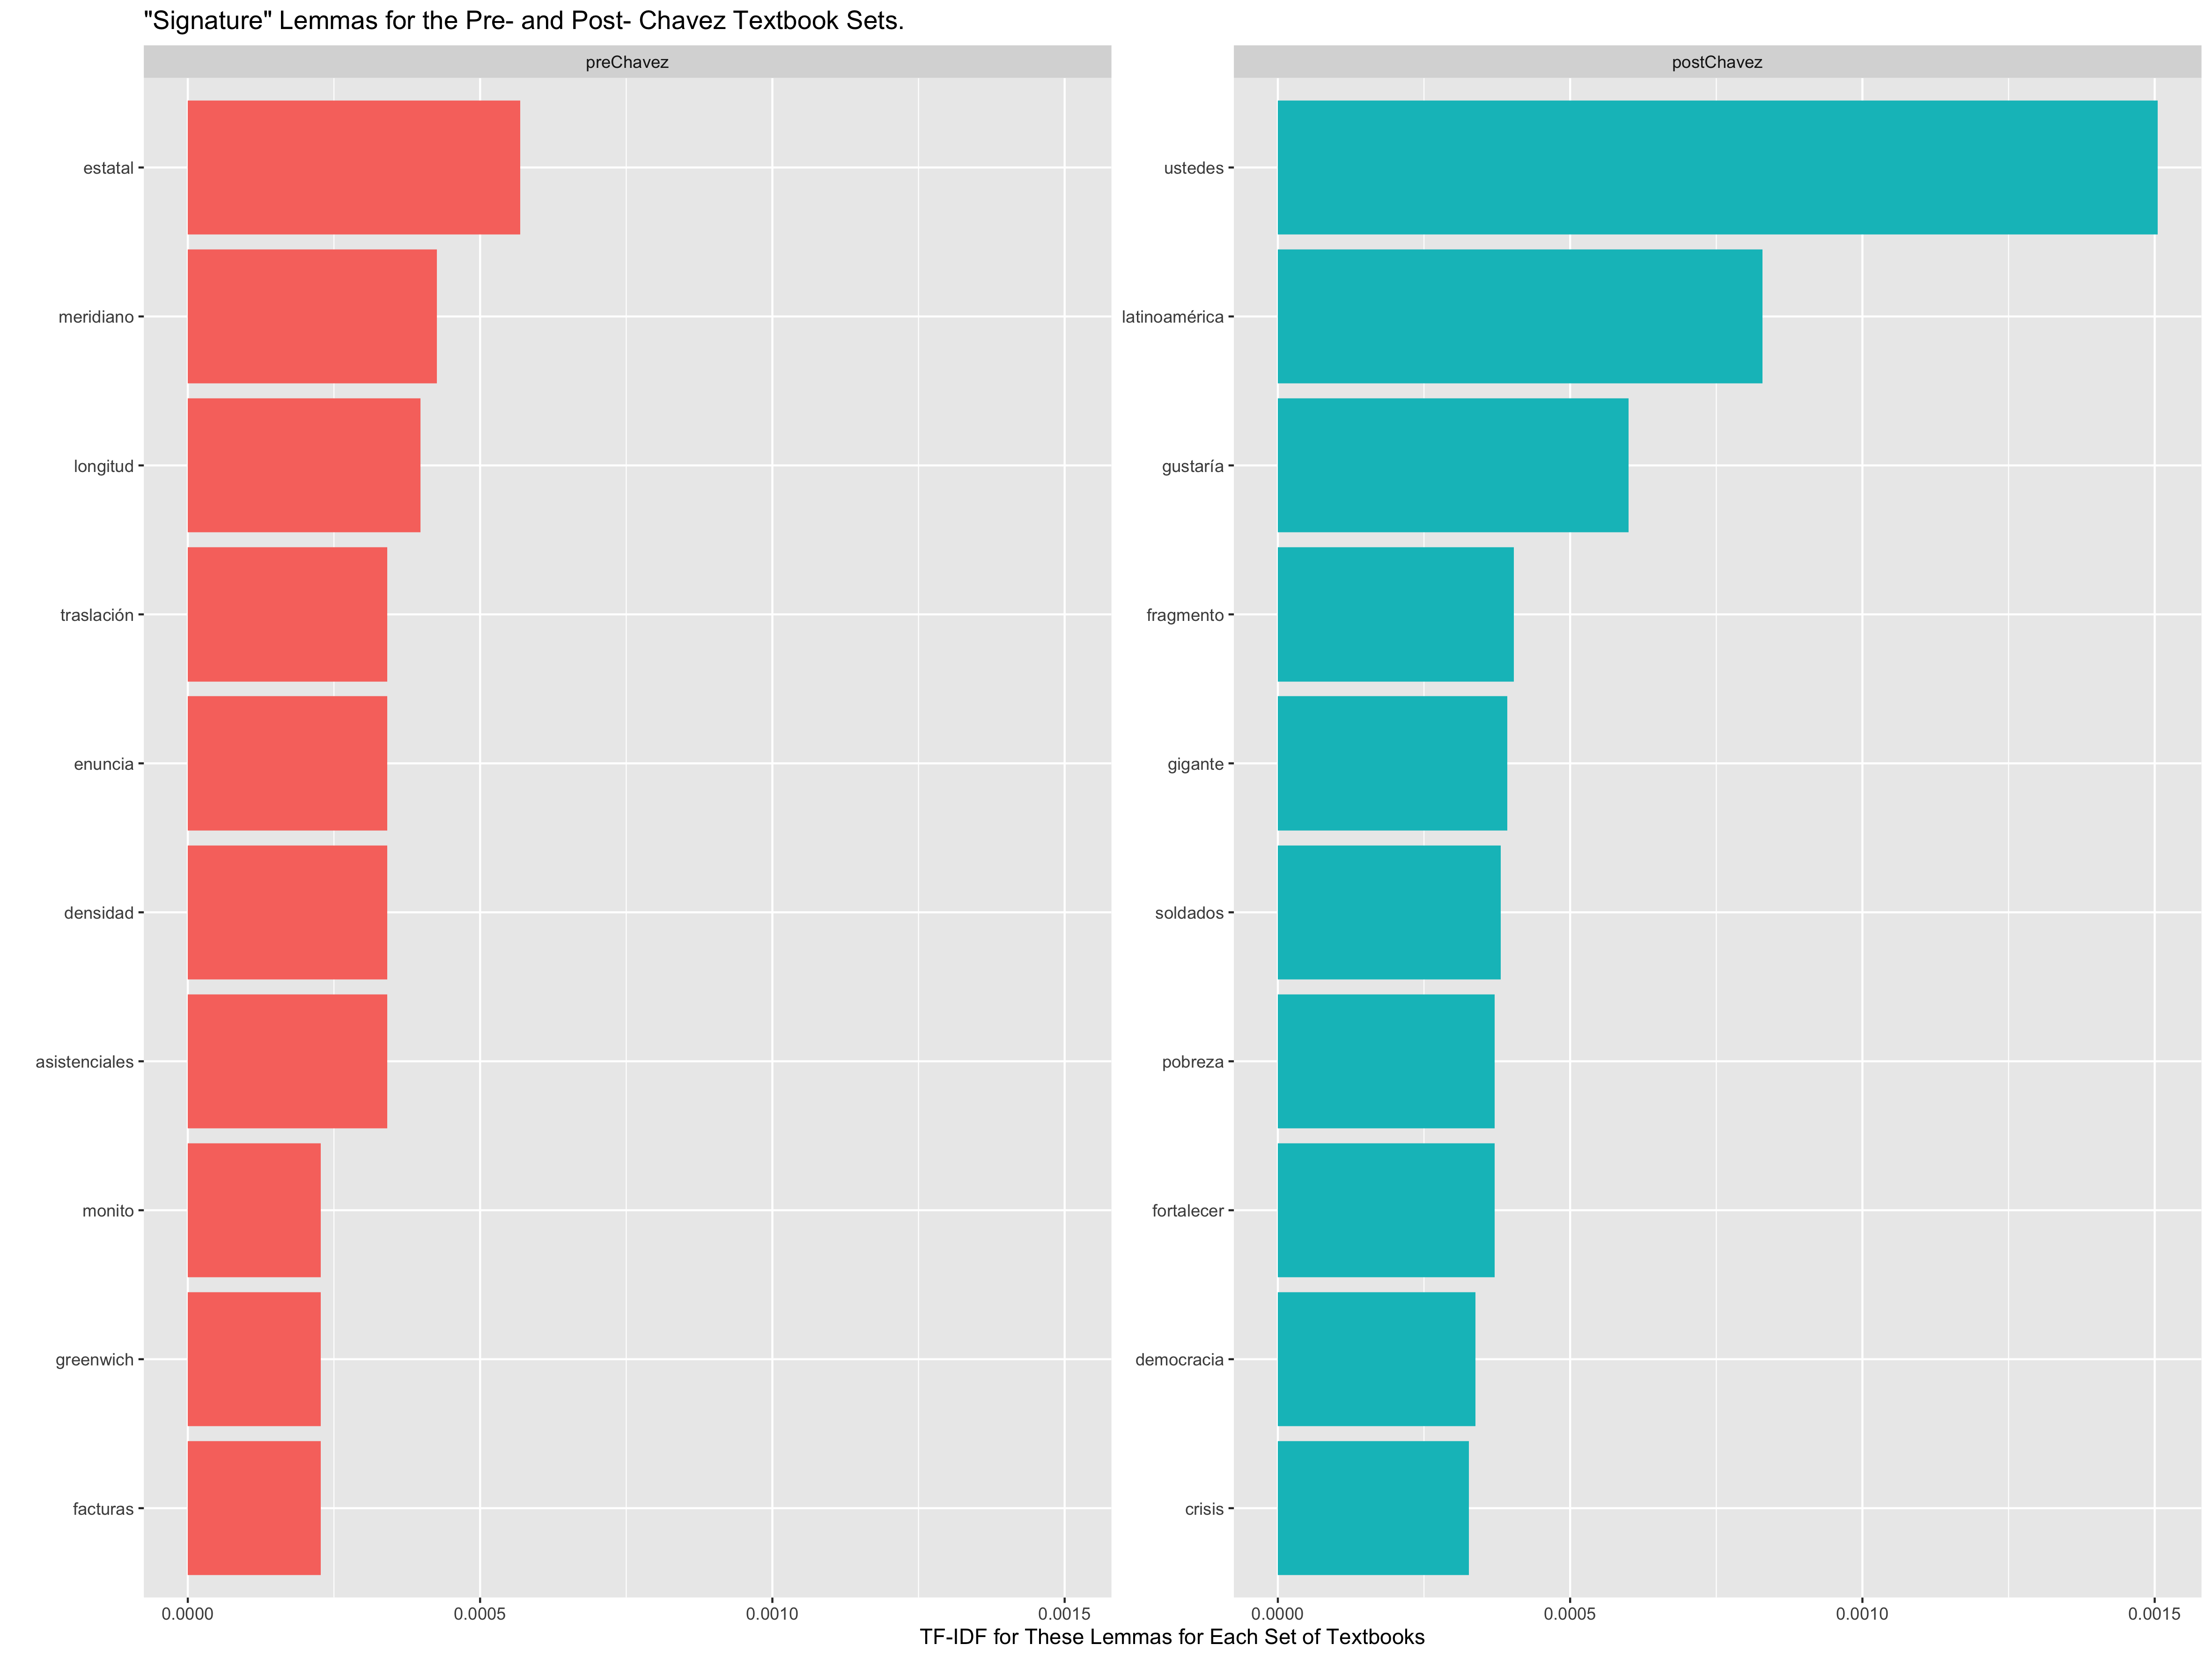 "Signature" Lemmas for the Pre- and Post- Chavez Textbook Sets.
preChavez
estatal
meridiano
longitud
traslación
enuncia
densidad
asistenciales
monito
greenwich
facturas
0.0000 0.0005 0.0010 0.0015
postChavez
ustedes
latinoamérica
gustaría
fragmento
gigante
soldados
pobreza
fortalecer
democracia
crisis
0.0000 0.0005 0.0010 0.0015
TF-IDF for These Lemmas for Each Set of Textbooks